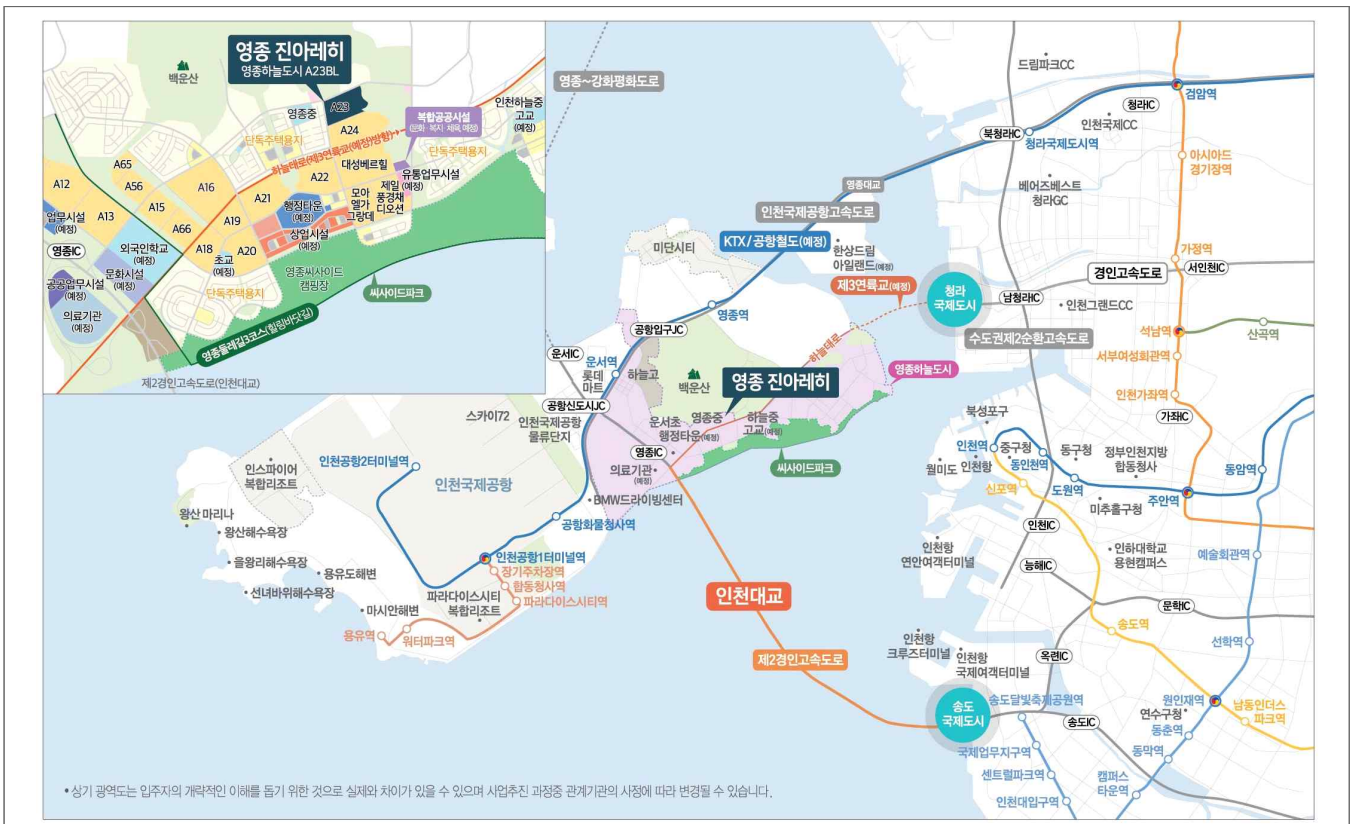 영종 진아레히
영종하늘도시 A23BL
백운산
영종중
A23
A24
복합공공시설
(문화·복지·체육, 예정)
인천하늘중
고교
(예정)
단독주택용지
하늘대로(제3연륙교(예정)방향)
단독주택용지
대성베르힐
유통업무시설
(예정)
A65
A12
A56
A16
A22
제일
풍경채
디오션
모아
엘가
그랑데
A21
행정타운
(예정)
업무시설
(예정)
A13
A15
A19
상업시설
(예정)
A66
영종IC
외국인학교
(예정)
A18
초교
(예정)
A20
문화시설
(예정)
공공업무시설
(예정)
의료기관
(예정)
단독주택용지
영종씨사이드
캠핑장
씨사이드파크
영종둘레길3코스(힐링바닷길)
제2경인고속도로(인천대교)
영종~강화평화도로
드림파크CC
검암역
청라IC
인천국제CC
북청라IC
청라국제도시역
아시아드
경기장역
영종대교
베어즈베스트
청라GC
인천국제공항고속도로
KTX / 공항철도(예정)
미단시티
한상드림
아일랜드(예정)
가정역
서인천IC
경인고속도로
제3연륙교(예정)
청라
국제도시
남청라IC
인천그랜드CC
영종역
공항입구JC
석남역
산곡역
수도권제2순환고속도로
서부여성회관역
운서IC
운서역
롯데
마트
하늘고
백운산
하늘대로
영종 진아레히
영종하늘도시
인천가좌역
가좌IC
공항신도시JC
스카이72
인천국제공항
물류단지
운서초
영종중
행정타운(예정)
하늘중
고교(예정)
북성포구
인천역
중구청
동구청
정부인천지방
합동청사
월미도
인천항
동인천역
동암역
영종IC
의료기관
(예정)
씨사이드파크
신포역
도원역
미추홀구청
주안역
인천공항2터미널역
인스파이어
복합리조트
인천국제공항
BMW드라이빙센터
왕산 마리나
왕산해수욕장
공항화물청사역
인천IC
인하대학교
용현캠퍼스
예술회관역
을왕리해수욕장
용유도해변
선녀바위해수욕장
인천공항1터미널역
장기주차장역
합동청사역
파라다이스시티역
파라다이스시티
복합리조트
마시안해변
용유역
워터파크역
인천항
연안여객터미널
능해IC
인천대교
문학IC
송도역
선학역
인천항
크루즈터미널
인천항
국제여객터미널
옥련IC
제2경인고속도로
송도
국제도시
송도달빛축제공원역
원인재역
남동인더스
파크역
연수구청
송도IC
동춘역
국제업무지구역
동막역
센트럴파크역
캠퍼스
타운역
인천대입구역
• 상기 광역도는 입주자의 개략적인 이해를 돕기 위한 것으로 실제와 차이가 있을 수 있으며 사업추진 과정중 관계기관의 사정에 따라 변경될 수 있습니다.